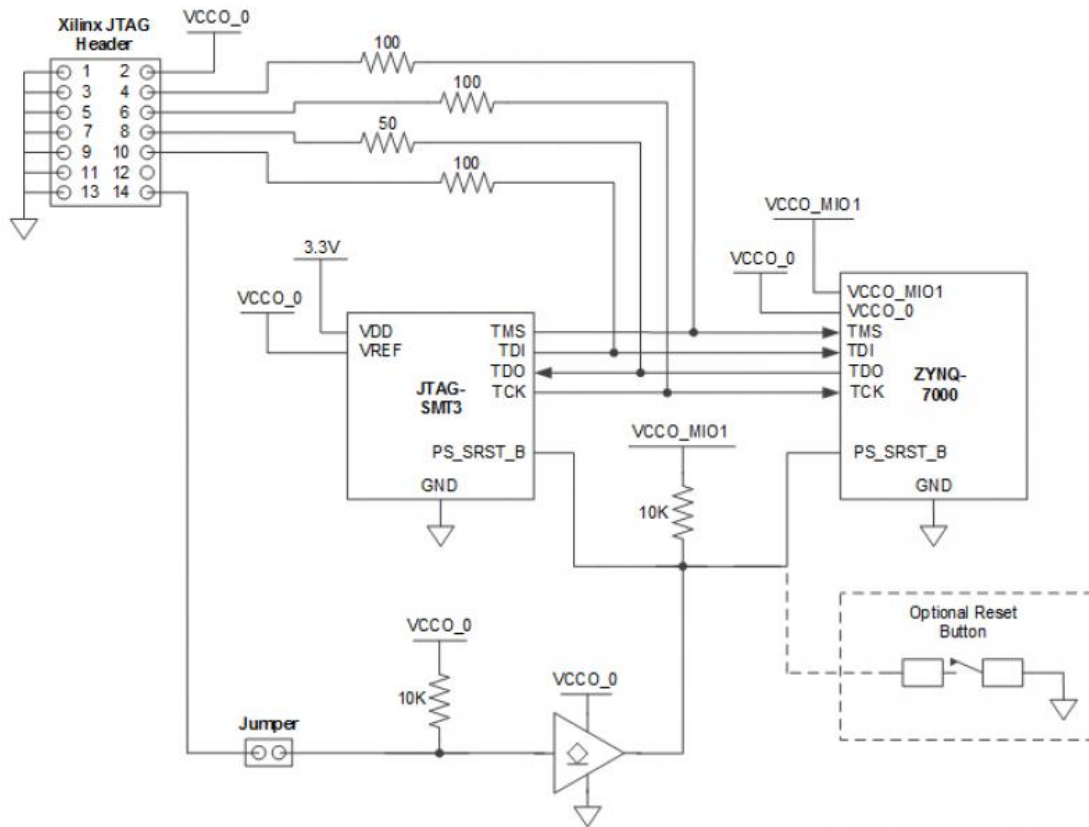 Xilinx JTAG
Header
VCCO_0
1 2
3 4
5 6
7 8
9 10
11 12
13 14
100
100
50
100
VCCO_MIO1
VCCO_0
3.3V
VCCO_0
VDD
VREF
TMS
TDI
TDO
TCK
JTAG-
SMT3
PS_SRST_B
GND
VCCO_MIO1
VCCO_0
TMS
TDI
TDO
TCK
ZYNQ-
7000
PS_SRST_B
GND
VCCO_MIO1
10K
Optional Reset
Button
VCCO_0
10K
VCCO_0
Jumper